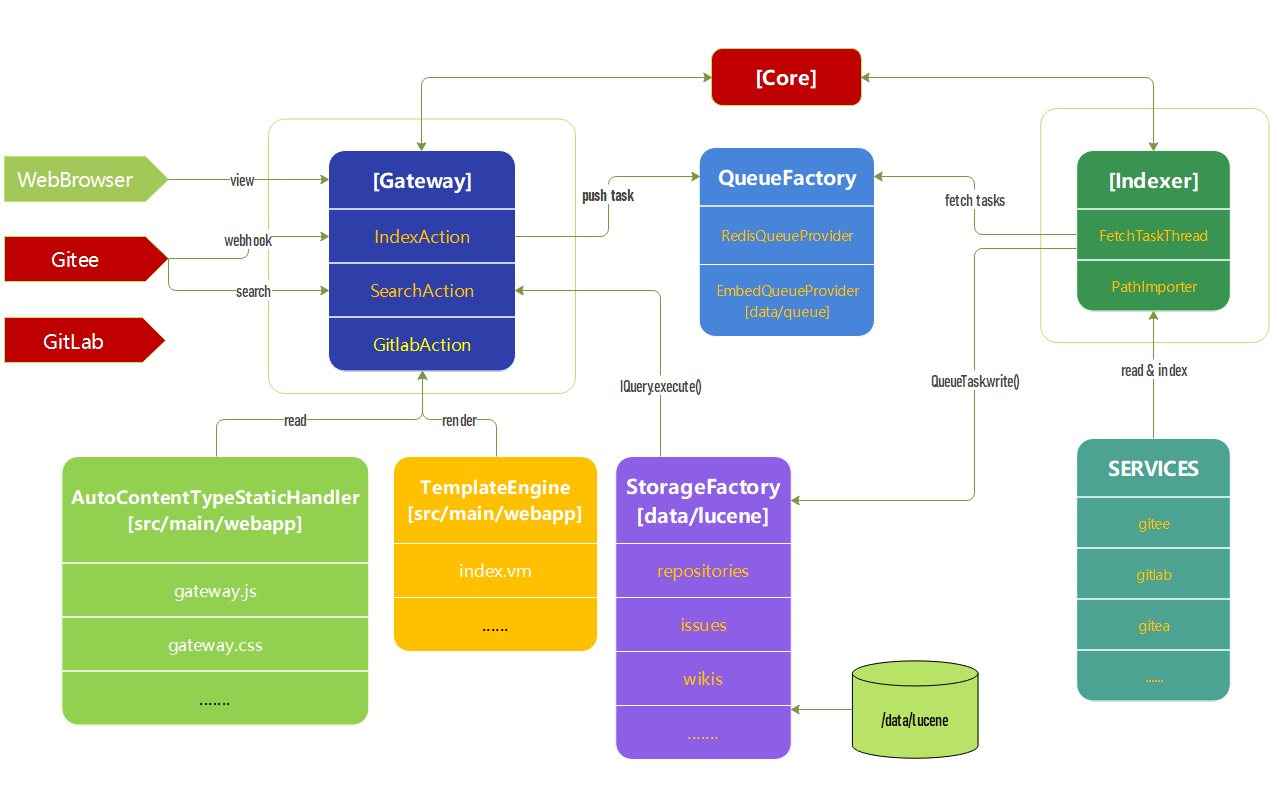 [Core]
WebBrowser
view
[Gateway]
push task
QueueFactory
fetch tasks
[Indexer]
Gitee
webhook
IndexAction
RedisQueueProvider
FetchTaskThread
search
SearchAction
EmbedQueueProvider
[data/queue]
PathImporter
GitLab
GitlabAction
IQuery.execute()
QueueTask.write()
read & index
read
render
AutoContentTypeStaticHandler
[src/main/webapp]
gateway.js
gateway.css
.......
TemplateEngine
[src/main/webapp]
index.vm
......
StorageFactory
[data/lucene]
repositories
issues
wikis
.......
/data/lucene
SERVICES
gitee
gitlab
gitea
......